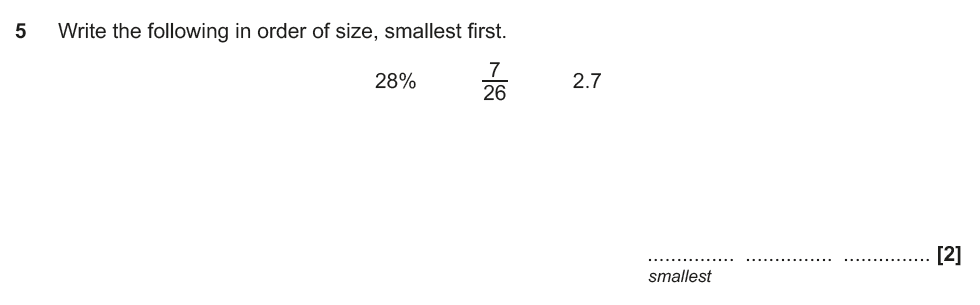 5 Write the following in order of size, smallest first.
28% 7/26 2.7
............... ............... ............... [2]
smallest